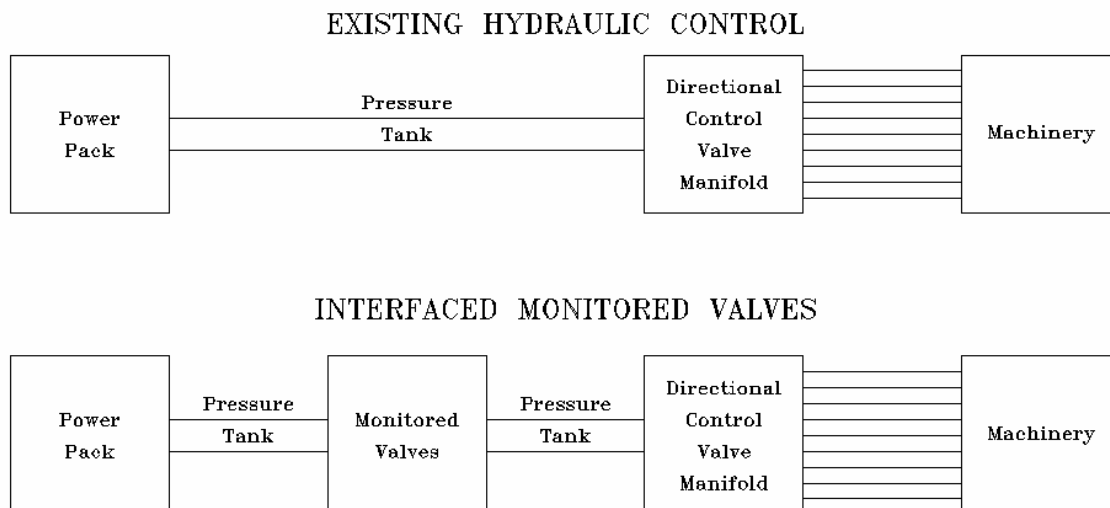 EXISTING HYDRAULIC CONTROL
Power
Pack
Pressure
Tank
Directional
Control
Valve
Manifold
Machinery
INTERFACED MONITORED VALVES
Power
Pack
Pressure
Tank
Monitored
Valves
Pressure
Tank
Directional
Control
Valve
Manifold
Machinery